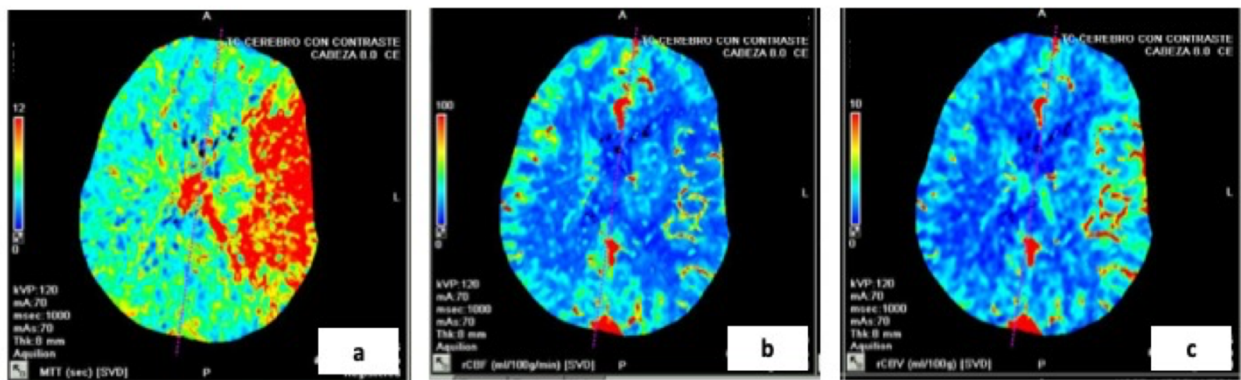 A
TC CEREBRO CON CONTRASTE
CABEZA 8.0 CE
12
0
L
kVP:120
mA:70
msec:1000
mAs:70
Thk:8 mm
Aquilion
MTT (sec) [SVD]
P
a
A
TC CEREBRO CON CONTRASTE
CABEZA 8.0 CE
100
0
L
kVP:120
mA:70
msec:1000
mAs:70
Thk:8 mm
Aquilion
rCBF (ml/100g/min) [SVD]
P
b
A
TC CEREBRO CON CONTRASTE
CABEZA 8.0 CE
10
0
L
kVP:120
mA:70
msec:1000
mAs:70
Thk:8 mm
Aquilion
rCBV (ml/100g) [SVD]
P
c